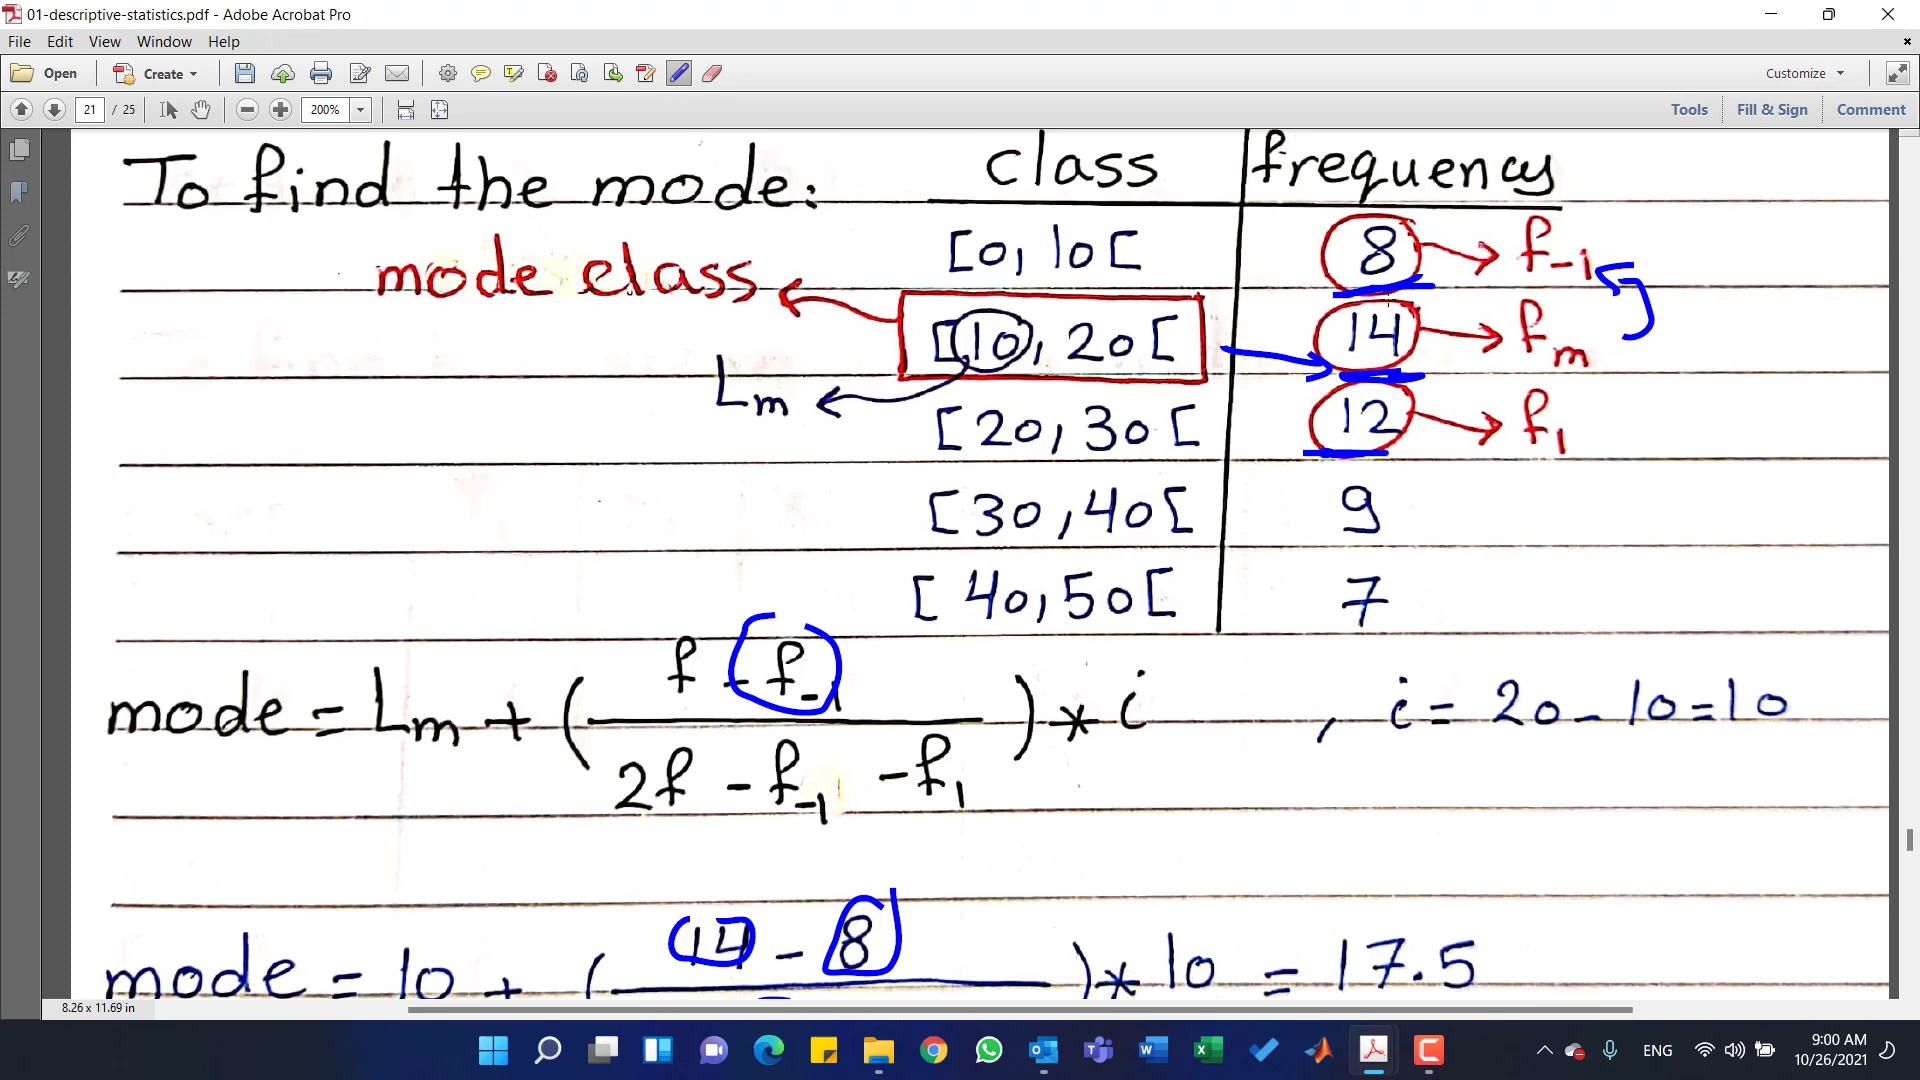 01-descriptive-statistics.pdf - Adobe Acrobat Pro
File Edit View Window Help
Open Create Customize
21 / 25 200% Tools Fill & Sign Comment
To find the mode: class frequency
[0, 10[ 8 → f-1
mode class
[10, 20[ 14 → fm
Lm
[20, 30[ 12 → f1
[30, 40[ 9
[40, 50[ 7
mode = Lm + ( f - f-1 / 2f - f-1 - f1 ) * i , i = 20 - 10 = 10
mode = 10 + ( 14 - 8 ) * 10 = 17.5
8.26 x 11.69 in
ENG 9:00 AM
10/26/2021